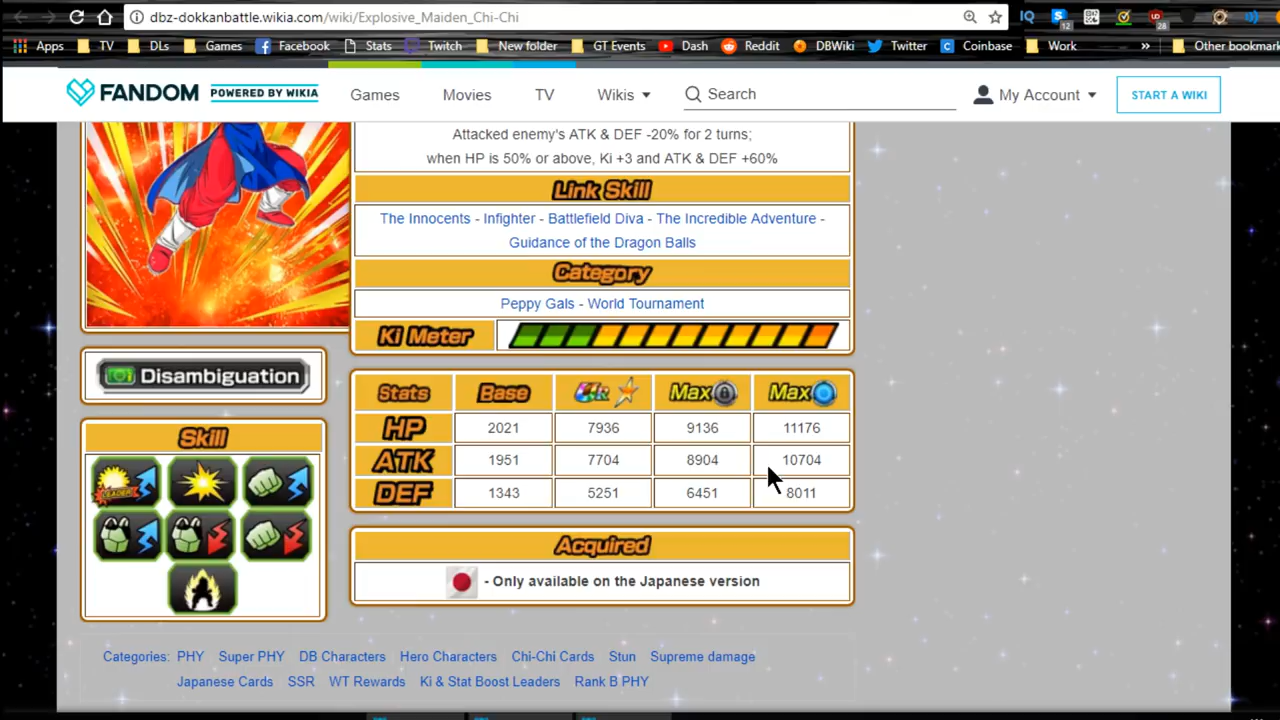 dbz-dokkanbattle.wikia.com/wiki/Explosive_Maiden_Chi-Chi
IQ
12
28
Apps TV DLs Games Facebook Stats Twitch New folder GT Events Dash Reddit DBWiki Twitter Coinbase Work » Other bookmar
FANDOM POWERED BY WIKIA Games Movies TV Wikis Search My Account START A WIKI
Attacked enemy's ATK & DEF -20% for 2 turns;
when HP is 50% or above, Ki +3 and ATK & DEF +60%
Link Skill
The Innocents - Infighter - Battlefield Diva - The Incredible Adventure -
Guidance of the Dragon Balls
Category
Peppy Gals - World Tournament
Ki Meter
Disambiguation
Stats Base UR Max Max
HP 2021 7936 9136 11176
ATK 1951 7704 8904 10704
DEF 1343 5251 6451 8011
Skill
LEADER
Acquired
- Only available on the Japanese version
Categories: PHY Super PHY DB Characters Hero Characters Chi-Chi Cards Stun Supreme damage
Japanese Cards SSR WT Rewards Ki & Stat Boost Leaders Rank B PHY